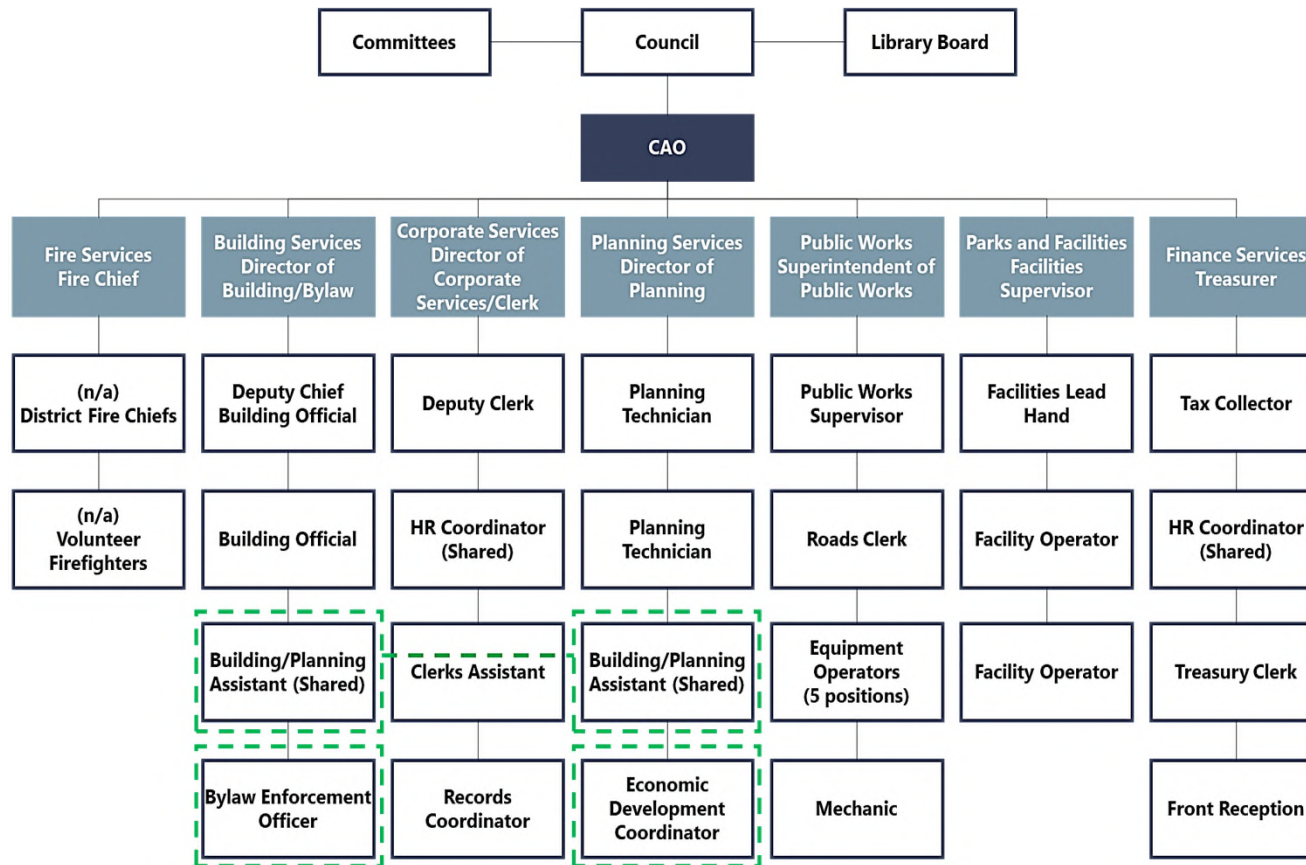 Committees
Council
Library Board
CAO
Fire Services
Fire Chief
Building Services
Director of
Building/Bylaw
Corporate Services
Director of
Corporate
Services/Clerk
Planning Services
Director of
Planning
Public Works
Superintendent of
Public Works
Parks and Facilities
Facilities
Supervisor
Finance Services
Treasurer
(n/a)
District Fire Chiefs
Deputy Chief
Building Official
Deputy Clerk
Planning
Technician
Public Works
Supervisor
Facilities Lead
Hand
Tax Collector
(n/a)
Volunteer
Firefighters
Building Official
HR Coordinator
(Shared)
Planning
Technician
Roads Clerk
Facility Operator
HR Coordinator
(Shared)
Building/Planning
Assistant (Shared)
Clerks Assistant
Building/Planning
Assistant (Shared)
Equipment
Operators
(5 positions)
Facility Operator
Treasury Clerk
Bylaw Enforcement
Officer
Records
Coordinator
Economic
Development
Coordinator
Mechanic
Front Reception